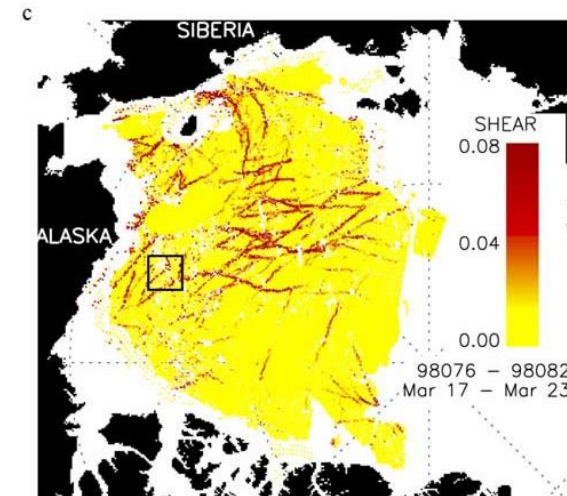 c
SIBERIA
SHEAR
0.08
ALASKA
0.04
0.00
98076 – 98082
Mar 17 – Mar 23